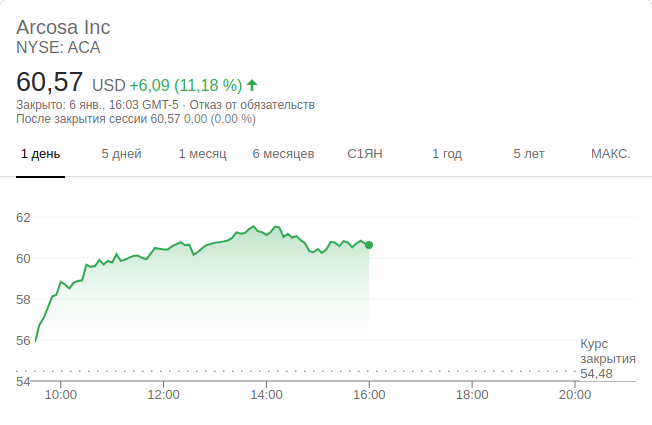 Arcosa Inc
NYSE: ACA
60,57 USD +6,09 (11,18 %)
Закрыто: 6 янв., 16:03 GMT-5 · Отказ от обязательств
После закрытия сессии 60,57 0,00 (0,00 %)
1 день 5 дней 1 месяц 6 месяцев С1ЯН 1 год 5 лет МАКС.
62
60
58
56
Курс
закрытия
54,48
54
10:00 12:00 14:00 16:00 18:00 20:00